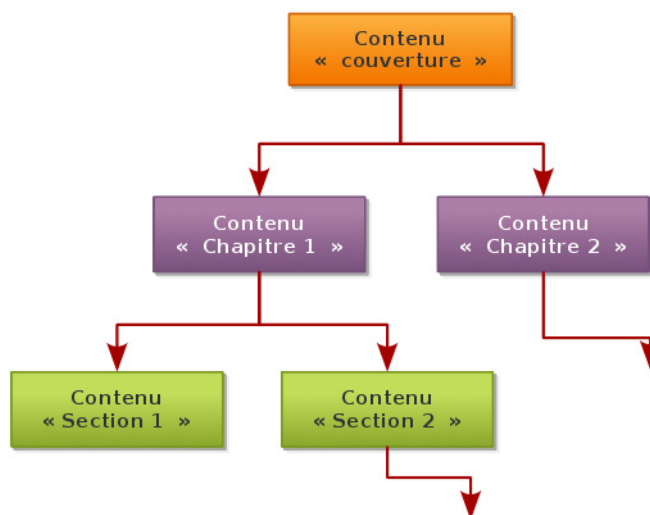 Contenu
« couverture »
Contenu
« Chapitre 1 »
Contenu
« Chapitre 2 »
Contenu
« Section 1 »
Contenu
« Section 2 »